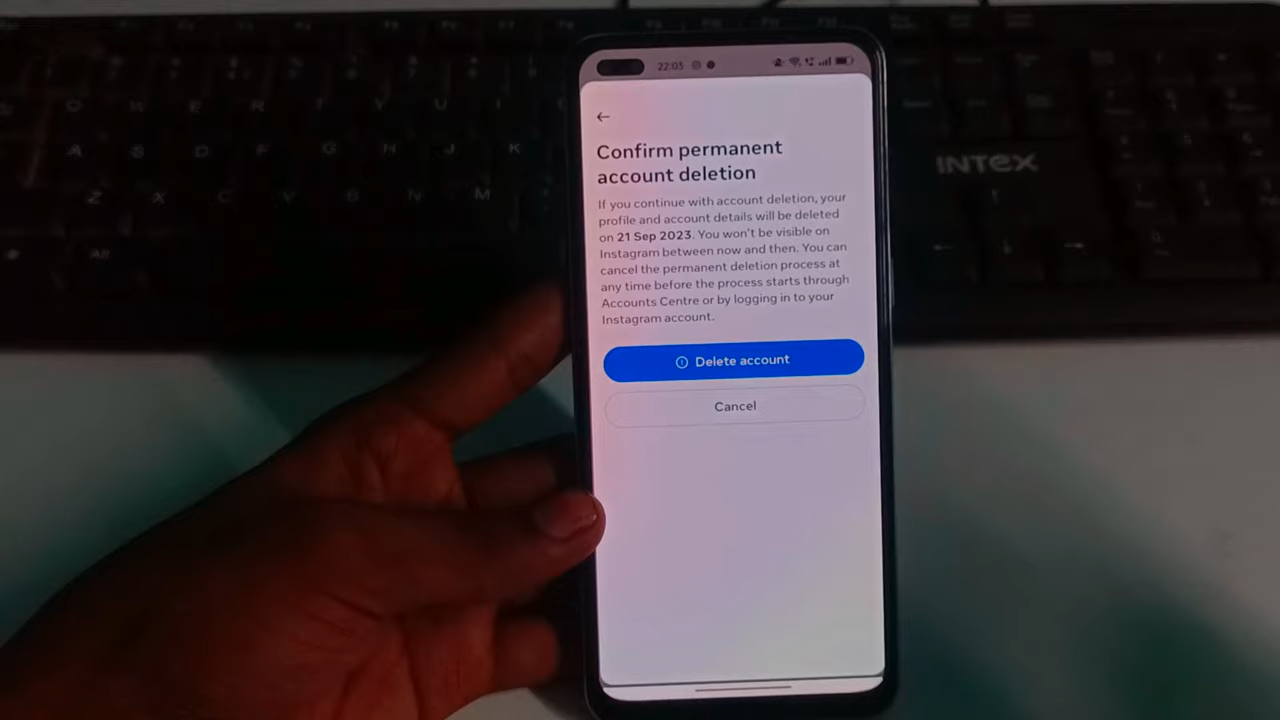 22:03
Confirm permanent
account deletion
If you continue with account deletion, your
profile and account details will be deleted
on 21 Sep 2023. You won't be visible on
Instagram between now and then. You can
cancel the permanent deletion process at
any time before the process starts through
Accounts Centre or by logging in to your
Instagram account.
Delete account
Cancel
INTEX
Q W E R T Y U I
A S D F G H J K
Z X C V B N M
Alt